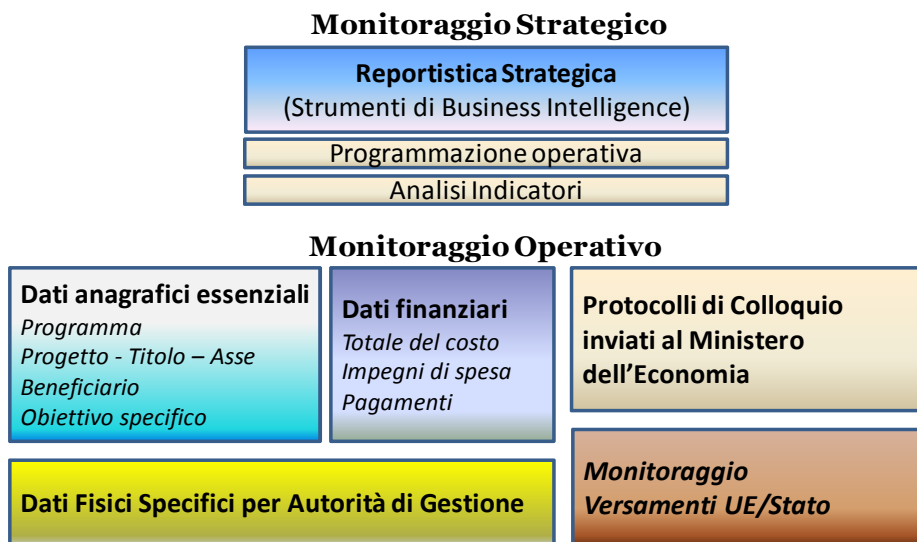 Monitoraggio Strategico
Reportistica Strategica
(Strumenti di Business Intelligence)
Programmazione operativa
Analisi Indicatori
Monitoraggio Operativo
Dati anagrafici essenziali
Programma
Progetto - Titolo – Asse
Beneficiario
Obiettivo specifico
Dati finanziari
Totale del costo
Impegni di spesa
Pagamenti
Protocolli di Colloquio
inviati al Ministero
dell’Economia
Dati Fisici Specifici per Autorità di Gestione
Monitoraggio
Versamenti UE/Stato